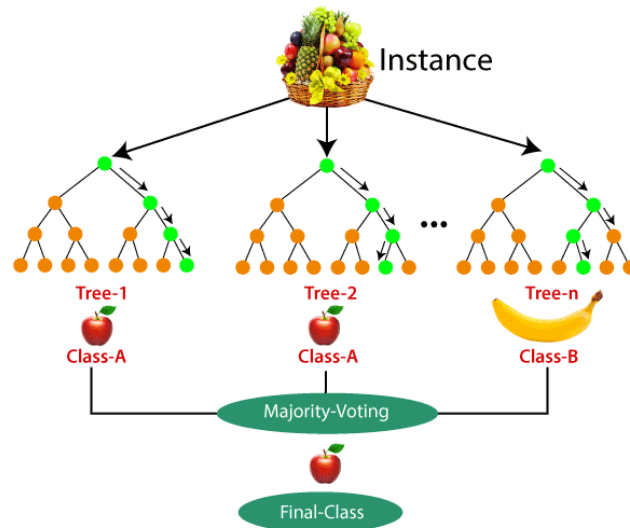 Instance
...
Tree-1
Tree-2
Tree-n
Class-A
Class-A
Class-B
Majority-Voting
Final-Class